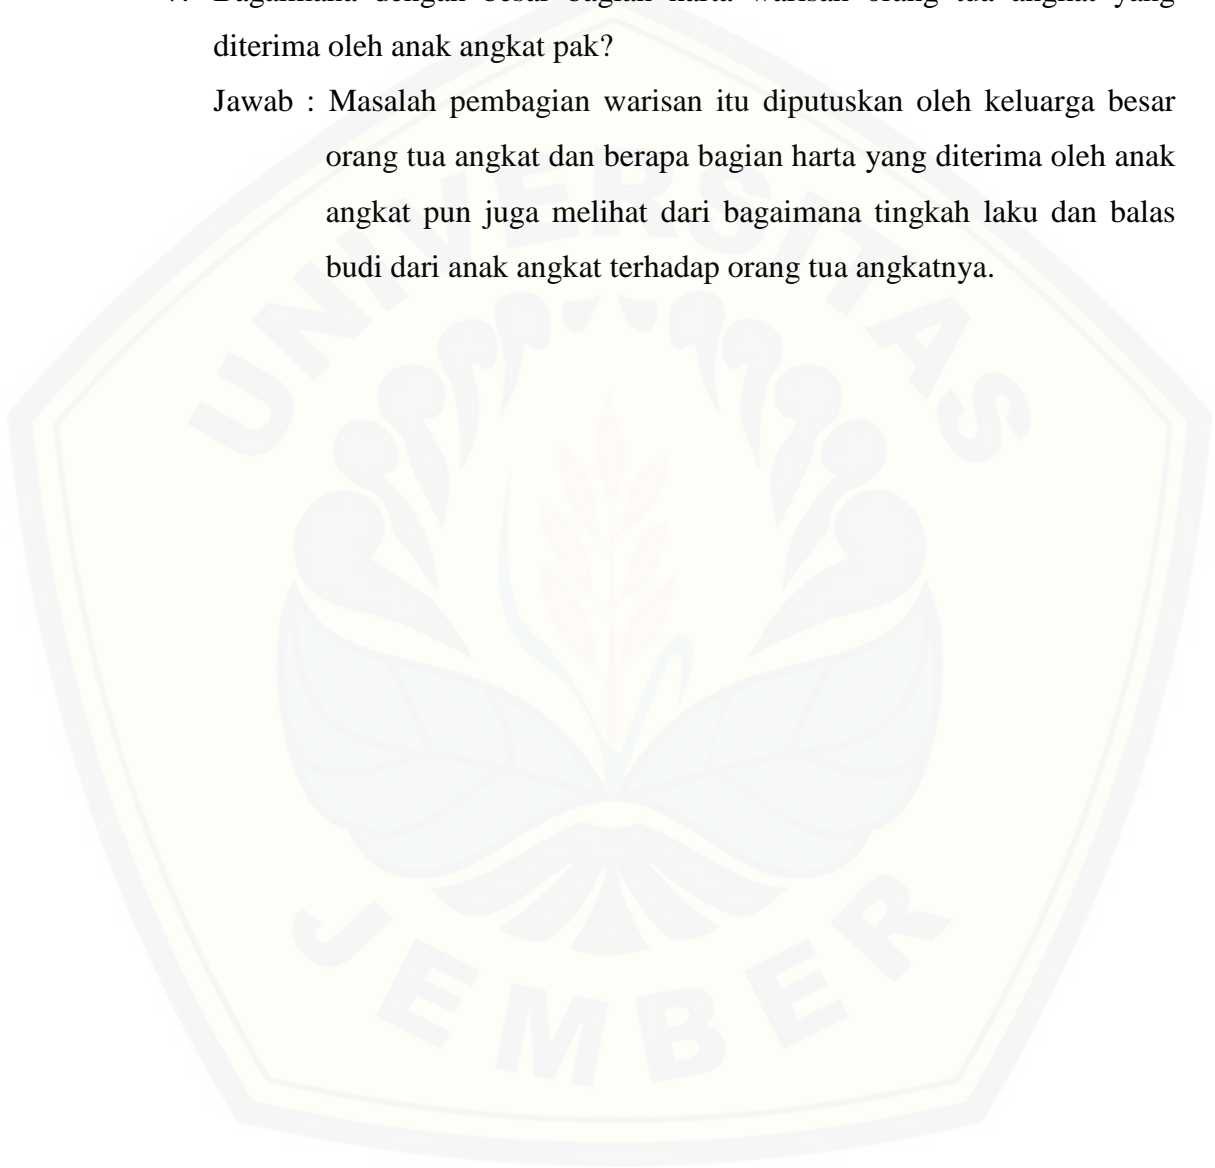 7. Bagaimana dengan besar bagian harta warisan orang tua angkat yang
diterima oleh anak angkat pak?
Jawab : Masalah pembagian warisan itu diputuskan oleh keluarga besar
orang tua angkat dan berapa bagian harta yang diterima oleh anak
angkat pun juga melihat dari bagaimana tingkah laku dan balas
budi dari anak angkat terhadap orang tua angkatnya.
UNIVERSITAS
JEMBER